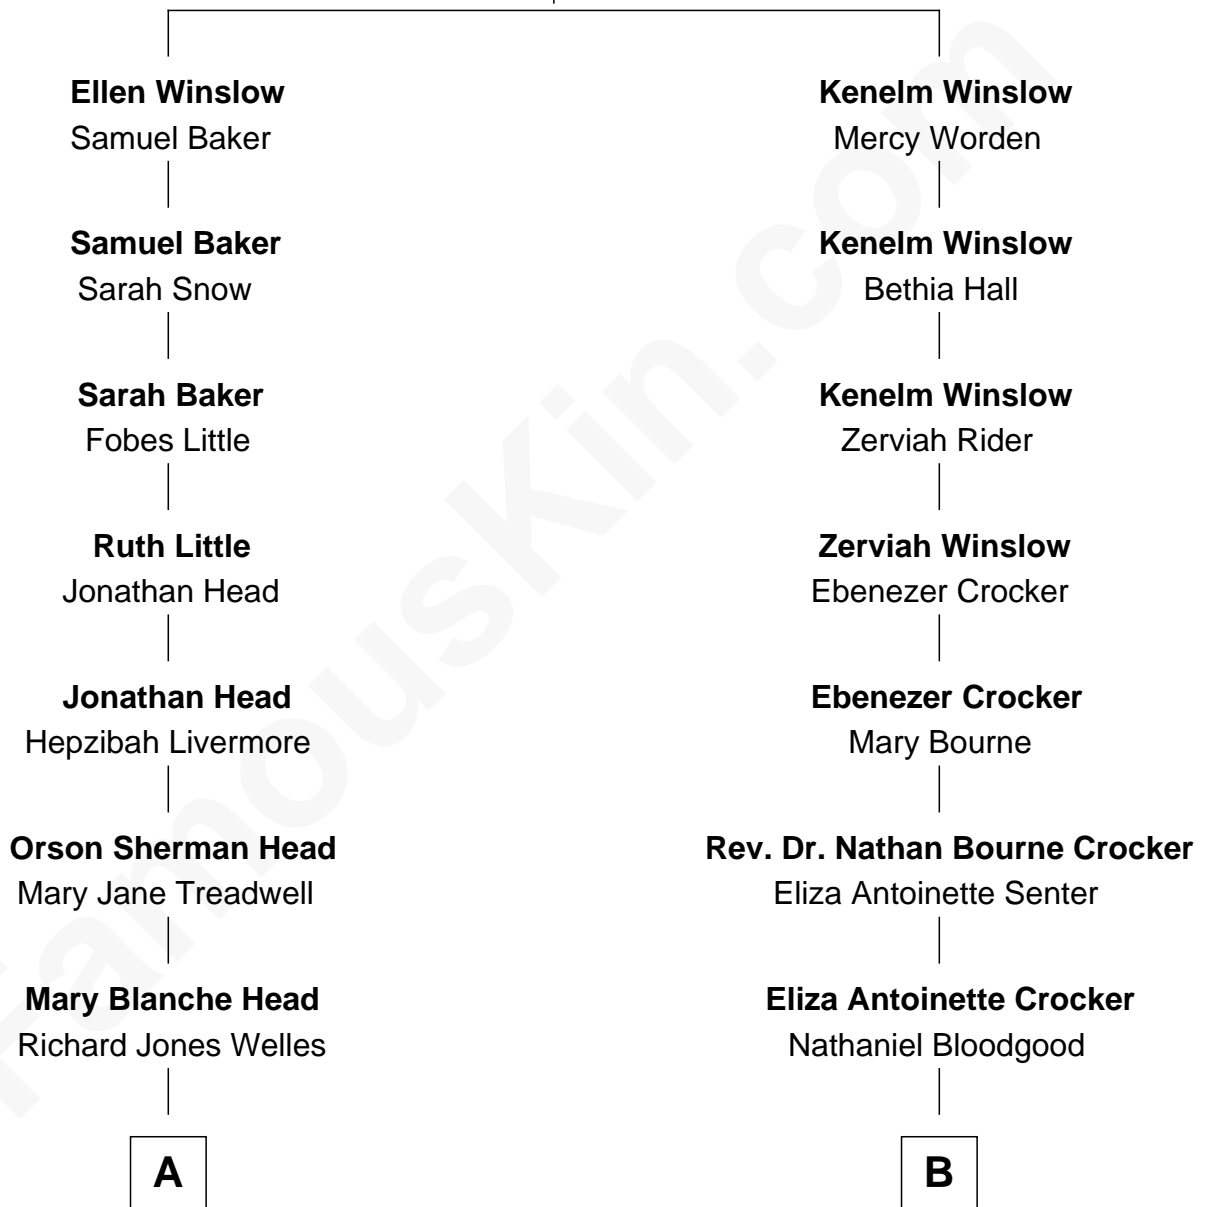 Ellen Winslow
Samuel Baker
Samuel Baker
Sarah Snow
Sarah Baker
Fobes Little
Ruth Little
Jonathan Head
Jonathan Head
Hepzibah Livermore
Orson Sherman Head
Mary Jane Treadwell
Mary Blanche Head
Richard Jones Welles
A
Kenelm Winslow
Mercy Worden
Kenelm Winslow
Bethia Hall
Kenelm Winslow
Zerviah Rider
Zerviah Winslow
Ebenezer Crocker
Ebenezer Crocker
Mary Bourne
Rev. Dr. Nathan Bourne Crocker
Eliza Antoinette Senter
Eliza Antoinette Crocker
Nathaniel Bloodgood
B
FamousKin.com